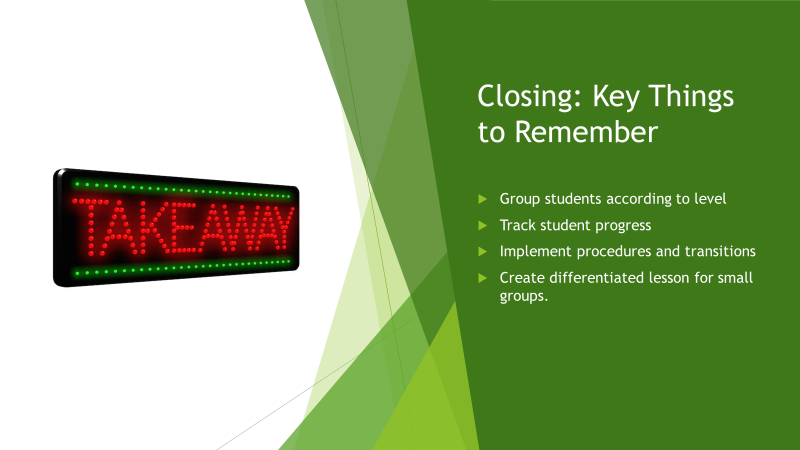 TAKEAWAY
Closing: Key Things
to Remember
Group students according to level
Track student progress
Implement procedures and transitions
Create differentiated lesson for small
groups.